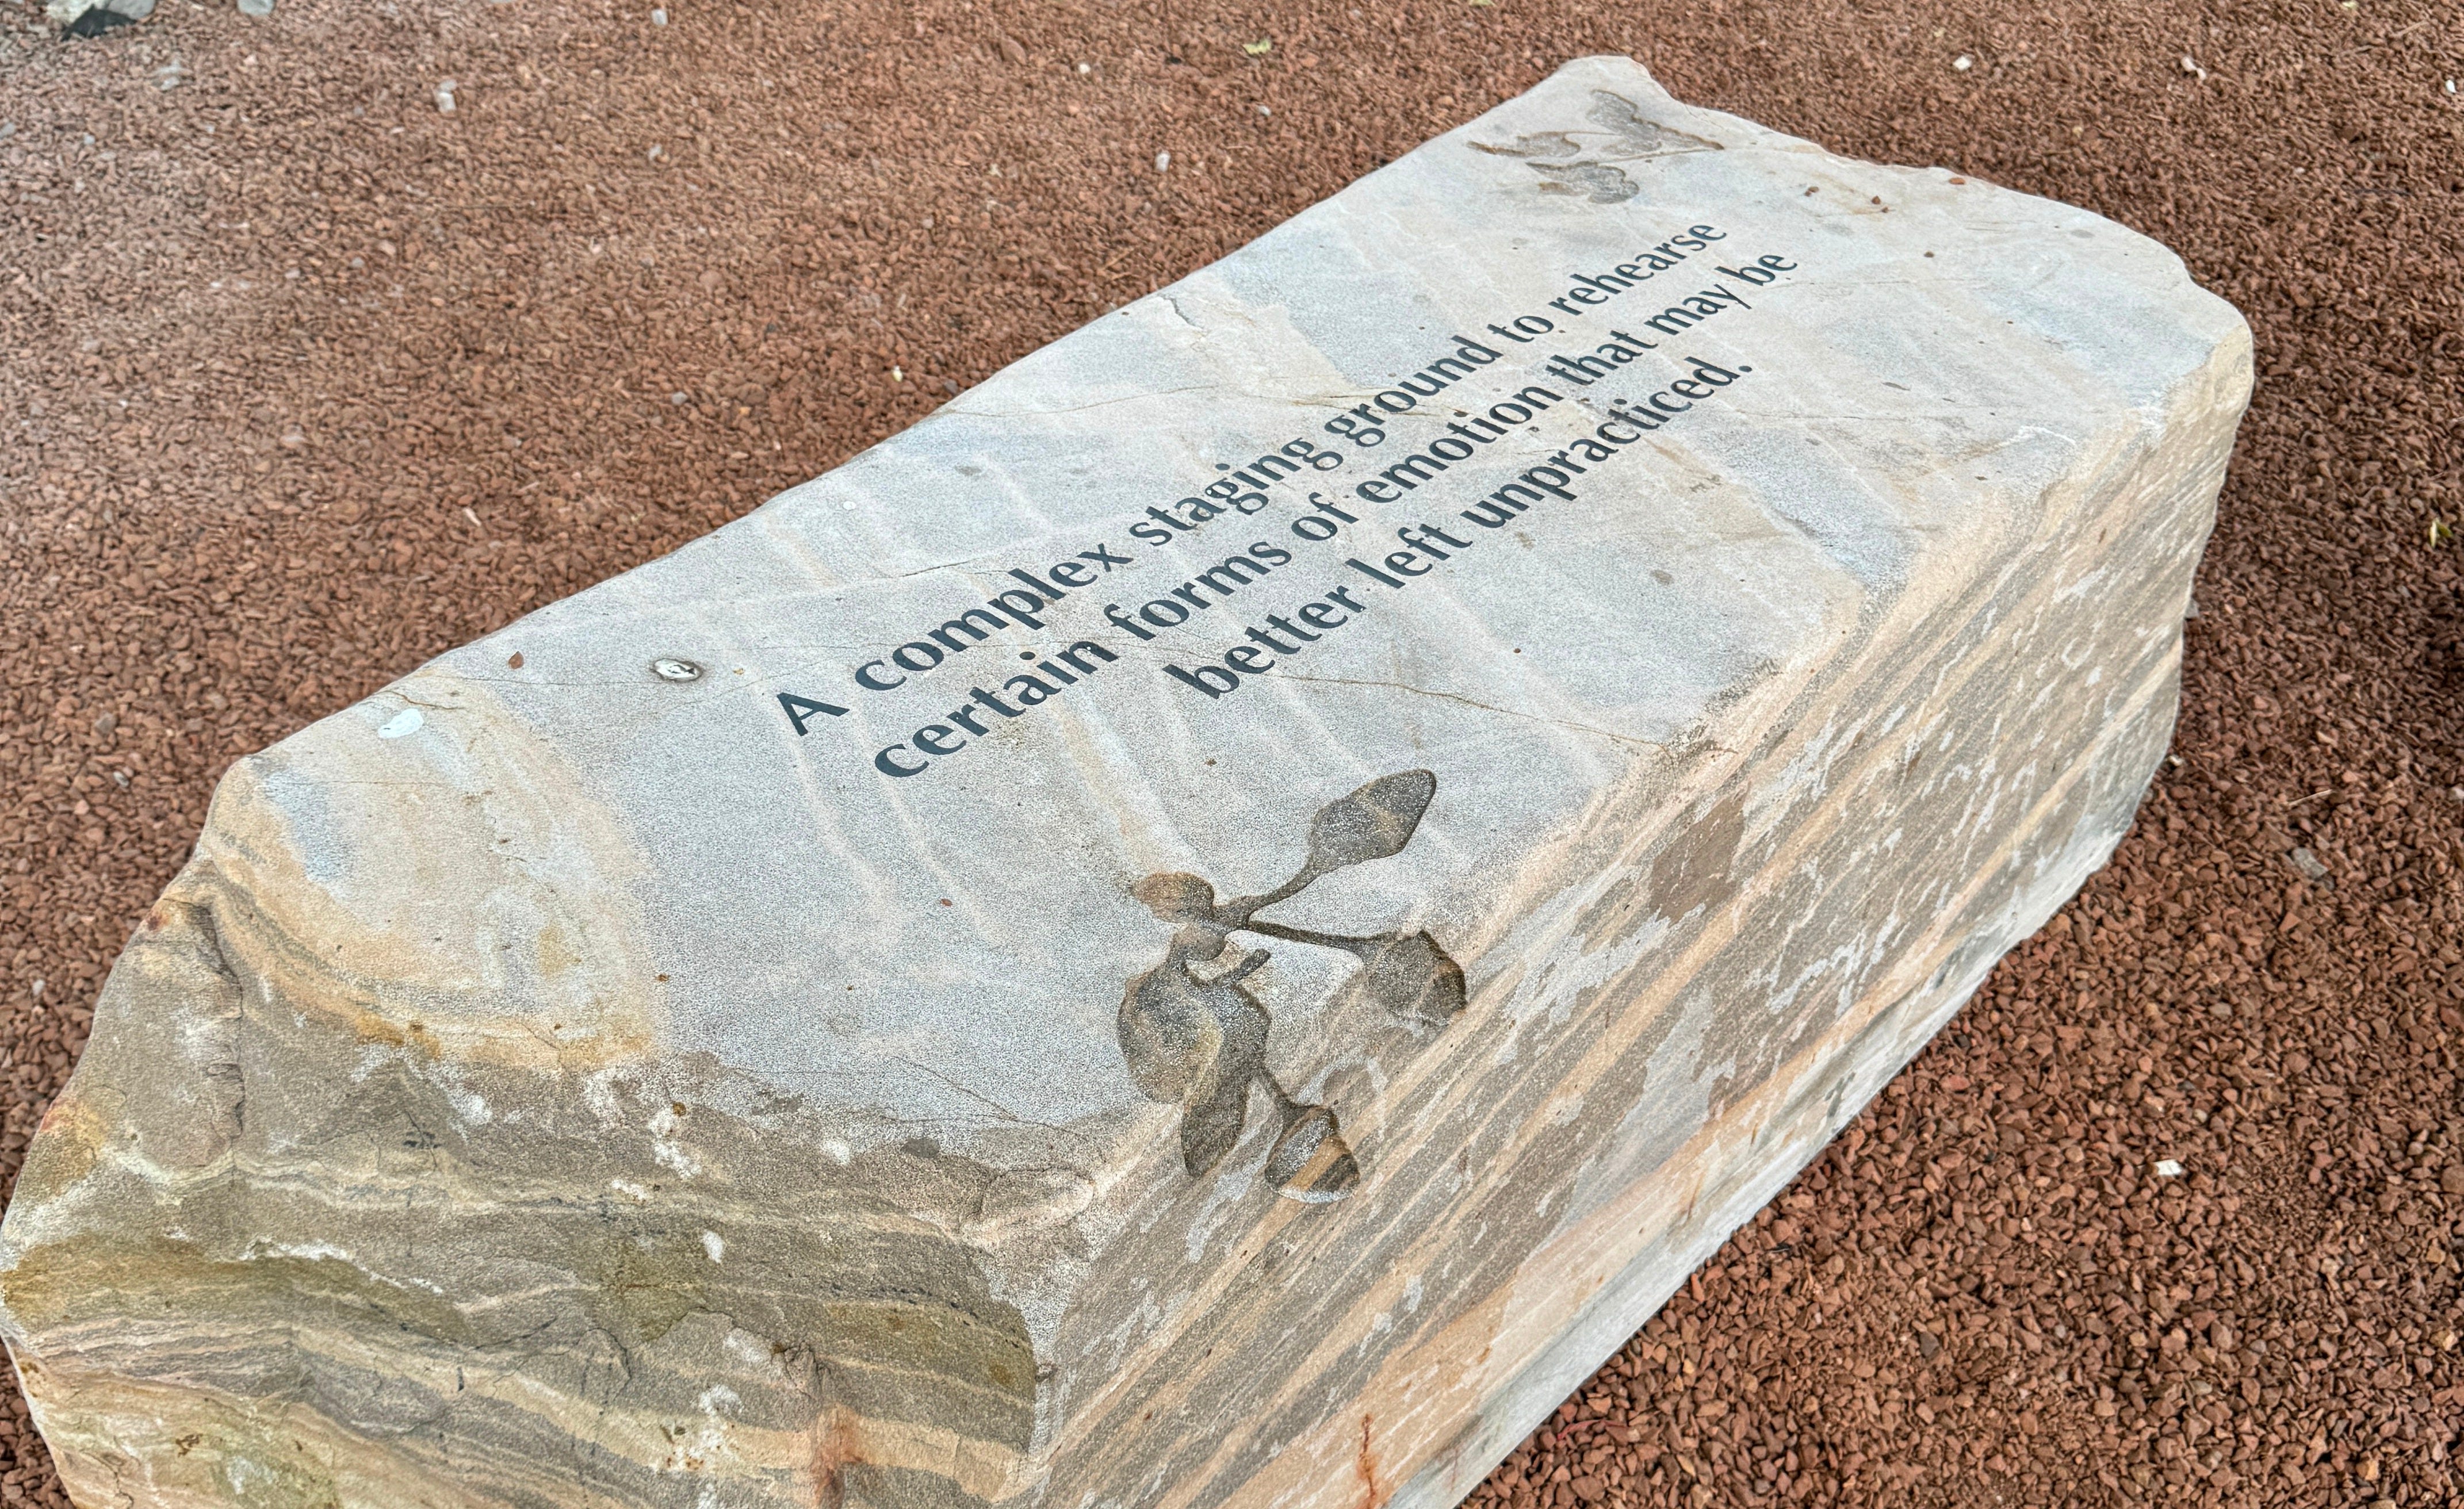 A complex staging ground to rehearse
certain forms of emotion that may be
better left unpracticed.